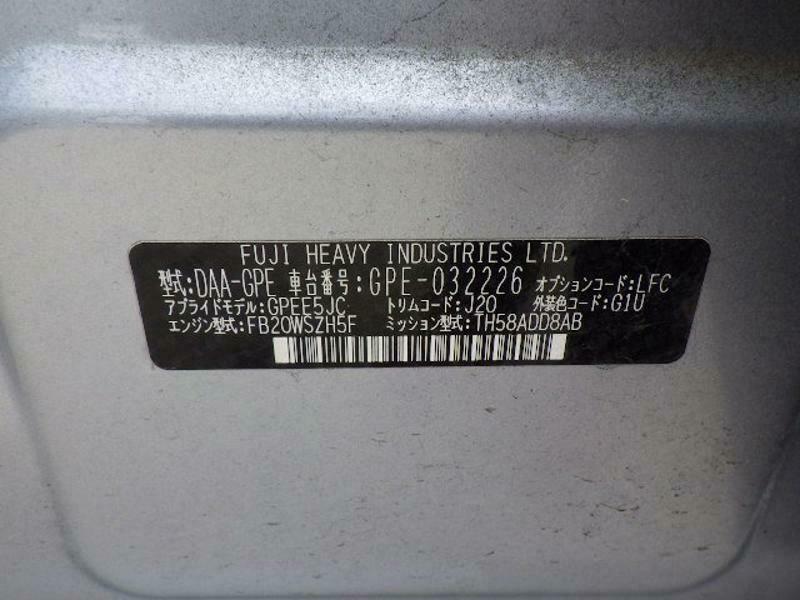 FUJI HEAVY INDUSTRIES LTD.
型式:DAA-GPE 車台番号:GPE-032226 オプションコード:LFC
アプライドモデル:GPEE5JC トリムコード:J20 外装色コード:G1U
エンジン型式:FB20WSZH5F ミッション型式:TH58ADD8AB